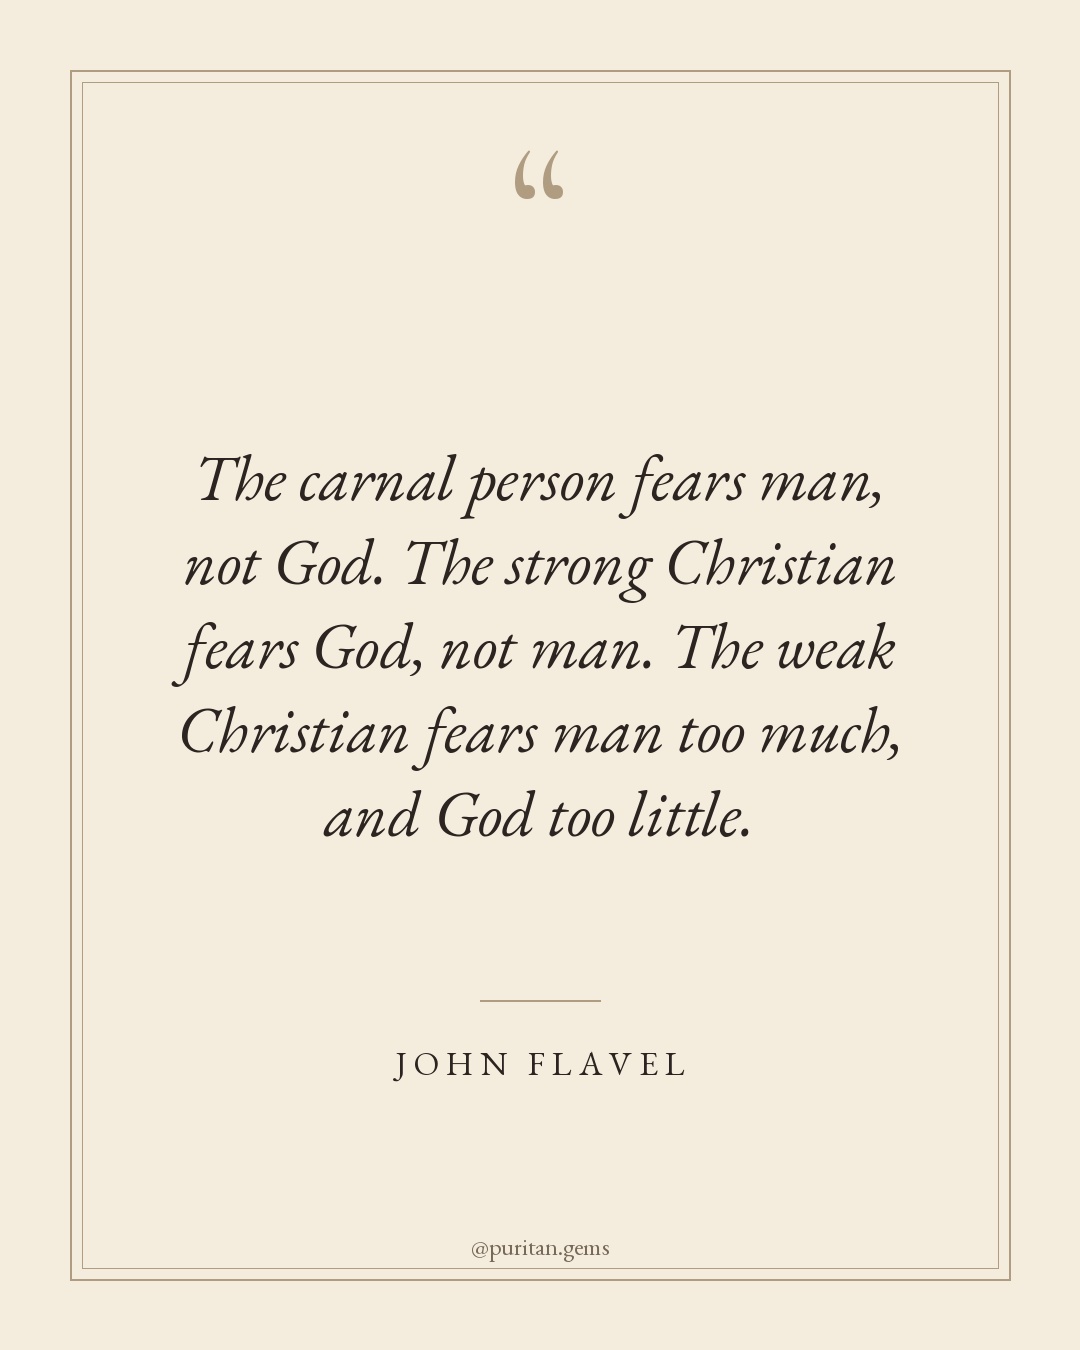 “
The carnal person fears man,
not God. The strong Christian
fears God, not man. The weak
Christian fears man too much,
and God too little.
JOHN FLAVEL
@puritan.gems